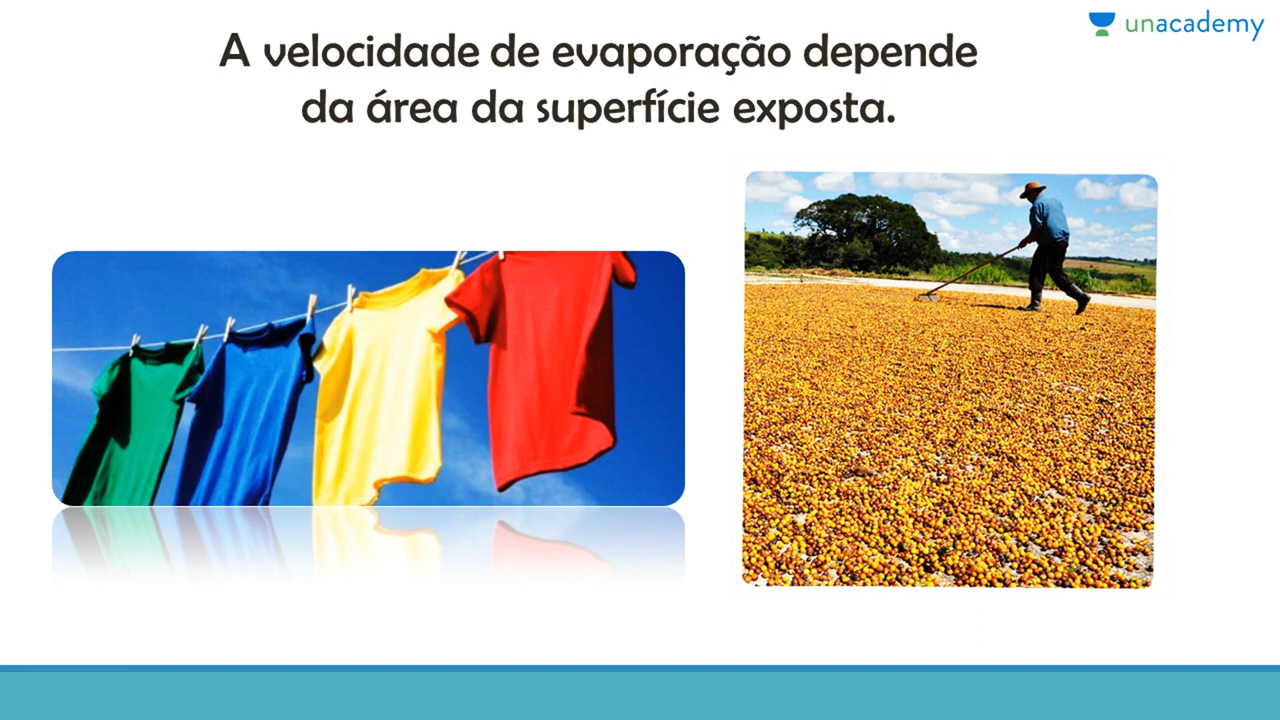 unacademy
A velocidade de evaporação depende
da área da superfície exposta.